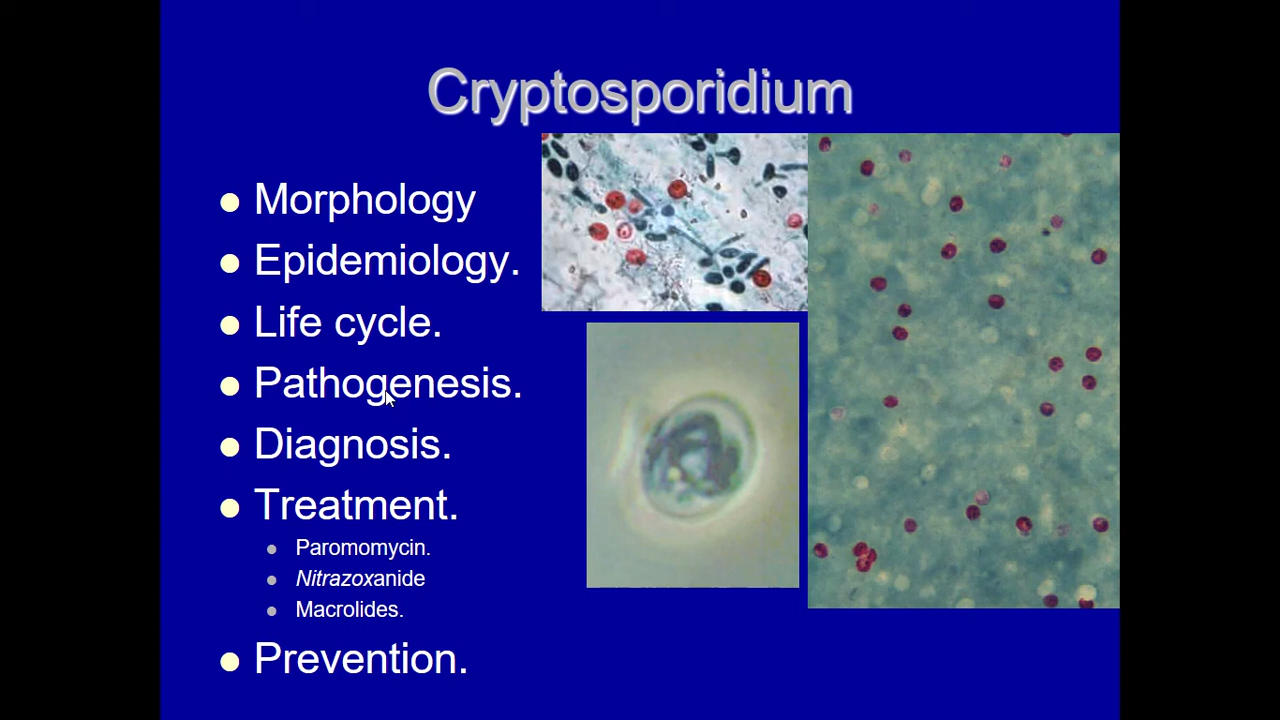 Cryptosporidium
Morphology
Epidemiology.
Life cycle.
Pathogenesis.
Diagnosis.
Treatment.
Paromomycin.
Nitrazoxanide
Macrolides.
Prevention.